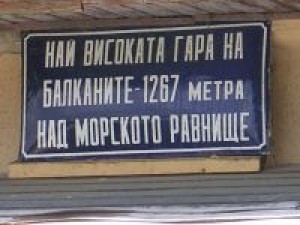 НАЙ ВИСОКАТА ГАРА НА
БАЛКАНИТЕ-1267 МЕТРА
НАД МОРСКОТО РАВНИЩЕ